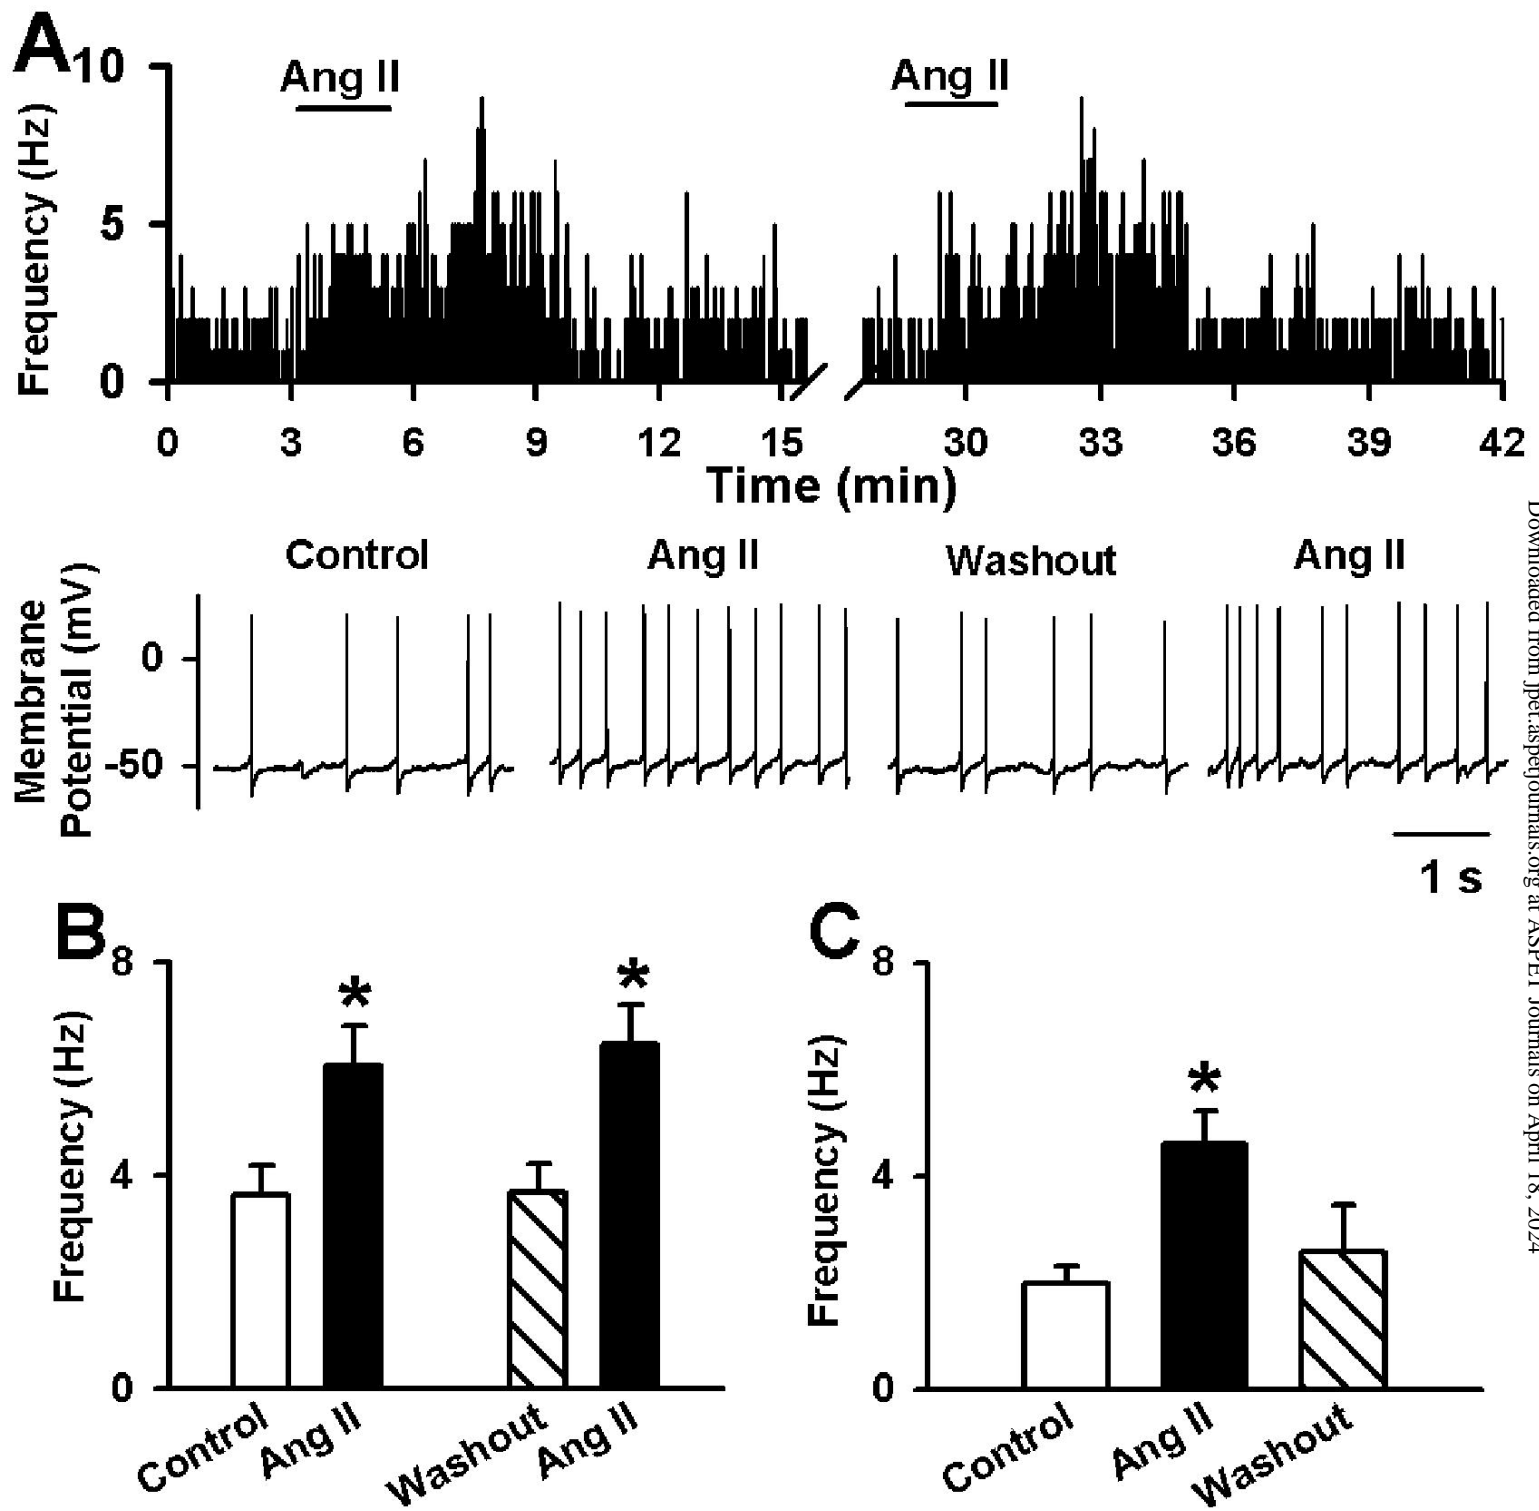 A
10
5
0
Frequency (Hz)
Ang II
Ang II
0 3 6 9 12 15 30 33 36 39 42
Time (min)
Control Ang II Washout Ang II
Membrane
Potential (mV)
0
-50
1 s
B
8
4
0
Frequency (Hz)
*
*
Control Ang II Washout Ang II
C
8
4
0
Frequency (Hz)
*
Control Ang II Washout
Downloaded from jpet.aspetjournals.org at ASPET Journals on April 18, 2024